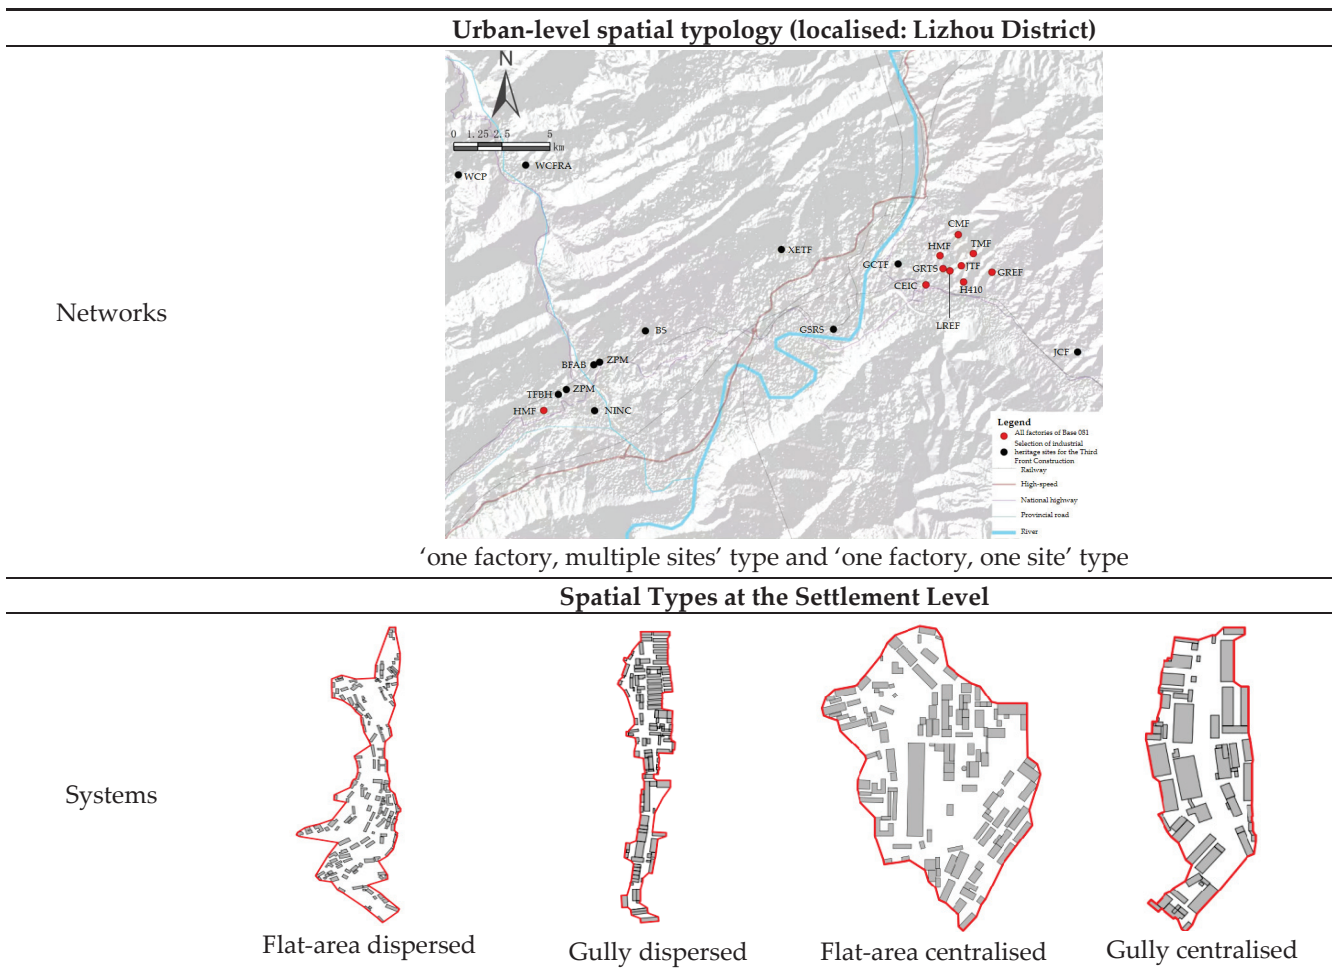 Urban-level spatial typology (localised: Lizhou District)
Networks
N
0 1.25 2.5 5
km
WCFRA
WCP
CMF
TMF
HMF
XETF
GCTF
GRTS
JTF
GREF
CEIC
H410
LREF
BS
GSRS
JCF
ZPM
BFAB
ZPM
TFBH
HMF
NINC
Legend
All factories of Base 081
Selection of industrial
heritage sites for the Third
Front Construction
Railway
High-speed
National highway
Provincial road
River
‘one factory, multiple sites’ type and ‘one factory, one site’ type
Spatial Types at the Settlement Level
Systems
Flat-area dispersed
Gully dispersed
Flat-area centralised
Gully centralised